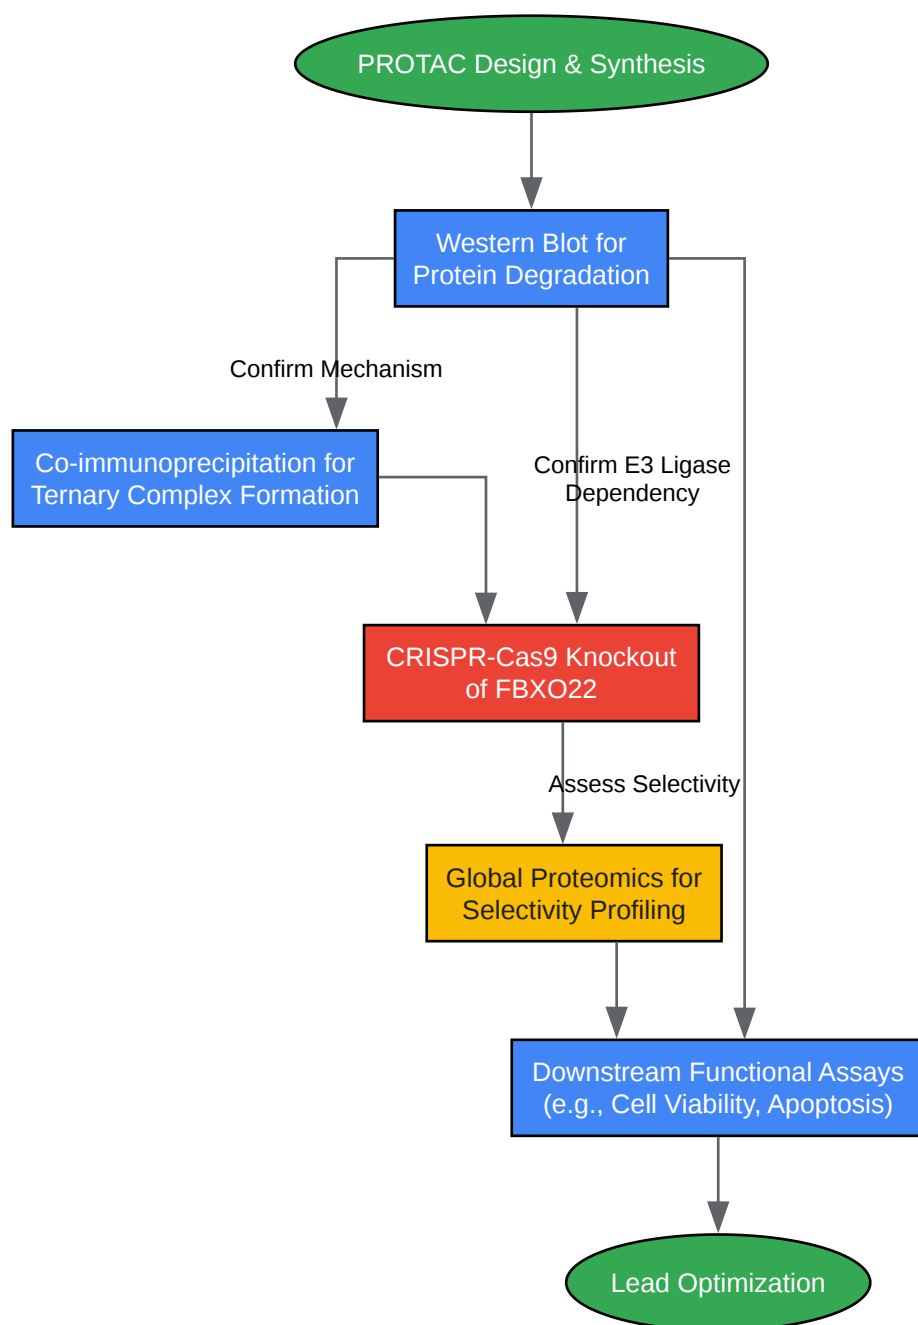 PROTAC Design & Synthesis
Western Blot for
Protein Degradation
Confirm Mechanism
Co-immunoprecipitation for
Ternary Complex Formation
Confirm E3 Ligase
Dependency
CRISPR-Cas9 Knockout
of FBXO22
Assess Selectivity
Global Proteomics for
Selectivity Profiling
Downstream Functional Assays
(e.g., Cell Viability, Apoptosis)
Lead Optimization